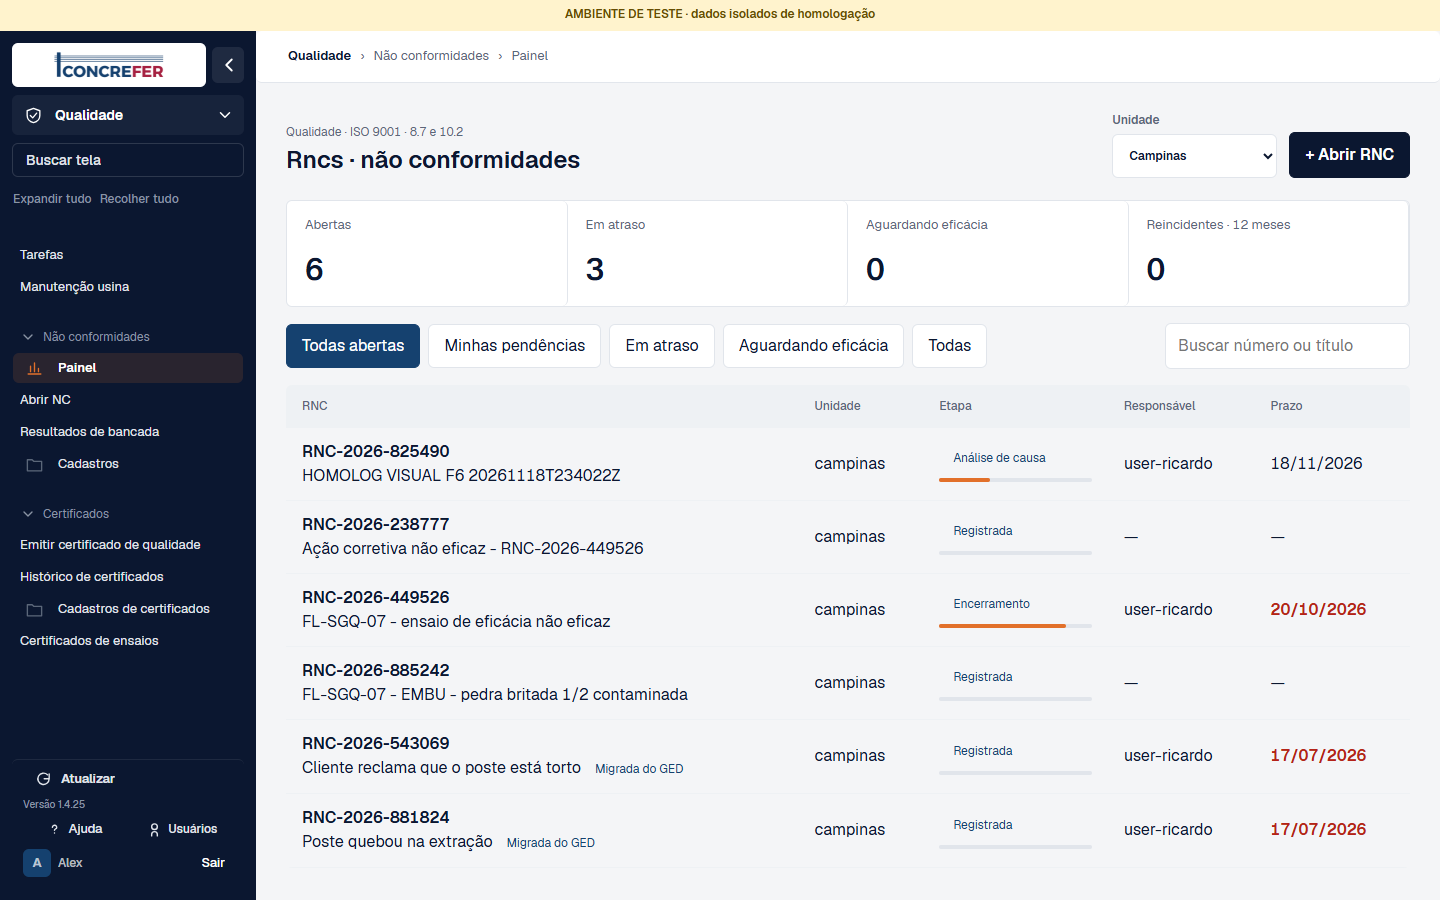 AMBIENTE DE TESTE · dados isolados de homologação
CONCREFER
Qualidade
Buscar tela
Expandir tudo Recolher tudo
Tarefas
Manutenção usina
Não conformidades
Painel
Abrir NC
Resultados de bancada
Cadastros
Certificados
Emitir certificado de qualidade
Histórico de certificados
Cadastros de certificados
Certificados de ensaios
Atualizar
Versão 1.4.25
? Ajuda Usuários
A Alex Sair
Qualidade › Não conformidades › Painel
Qualidade · ISO 9001 · 8.7 e 10.2
Rncs · não conformidades
Unidade
Campinas
+ Abrir RNC
Abertas
6
Em atraso
3
Aguardando eficácia
0
Reincidentes · 12 meses
0
Todas abertas Minhas pendências Em atraso Aguardando eficácia Todas Buscar número ou título
RNC Unidade Etapa Responsável Prazo
RNC-2026-825490
HOMOLOG VISUAL F6 20261118T234022Z
campinas Análise de causa user-ricardo 18/11/2026
RNC-2026-238777
Ação corretiva não eficaz - RNC-2026-449526
campinas Registrada — —
RNC-2026-449526
FL-SGQ-07 - ensaio de eficácia não eficaz
campinas Encerramento user-ricardo 20/10/2026
RNC-2026-885242
FL-SGQ-07 - EMBU - pedra britada 1/2 contaminada
campinas Registrada — —
RNC-2026-543069
Cliente reclama que o poste está torto Migrada do GED
campinas Registrada user-ricardo 17/07/2026
RNC-2026-881824
Poste quebou na extração Migrada do GED
campinas Registrada user-ricardo 17/07/2026